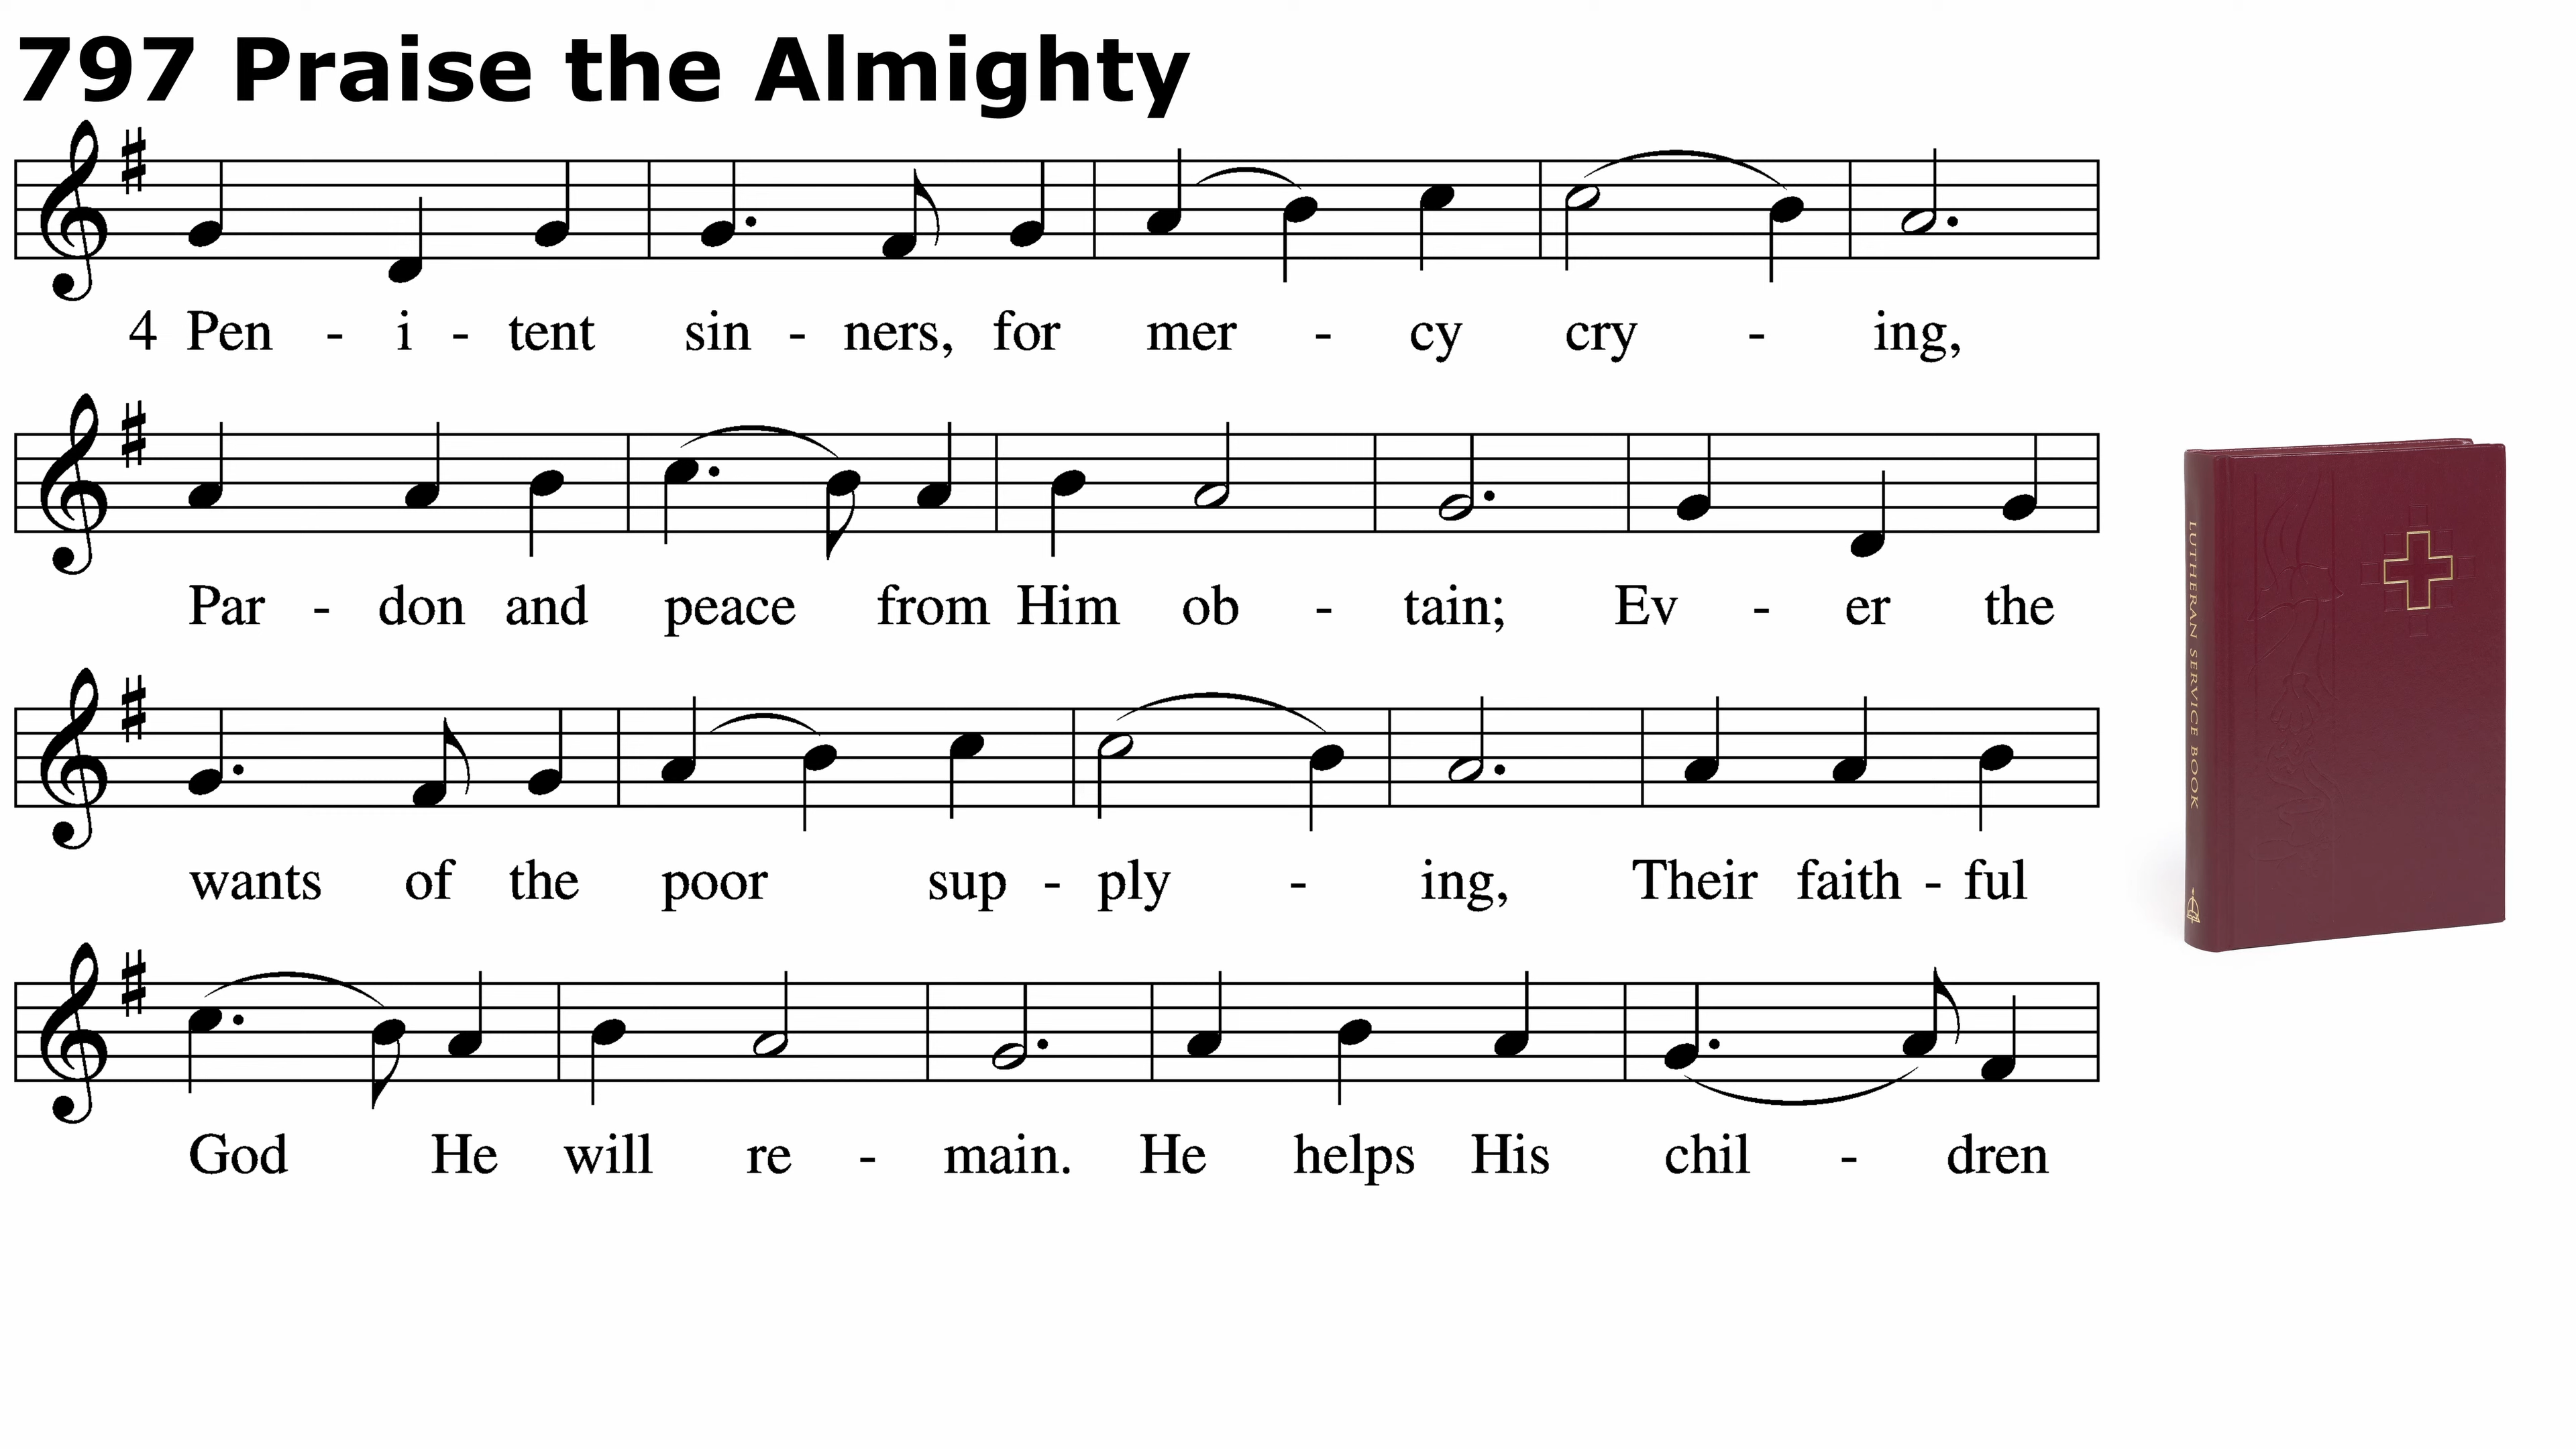 797 Praise the Almighty
4 Pen - i - tent sin - ners, for mer - cy cry - ing,
Par - don and peace from Him ob - tain; Ev - er the
wants of the poor sup - ply - ing, Their faith - ful
God He will re - main. He helps His chil - dren
LUTHERAN SERVICE BOOK